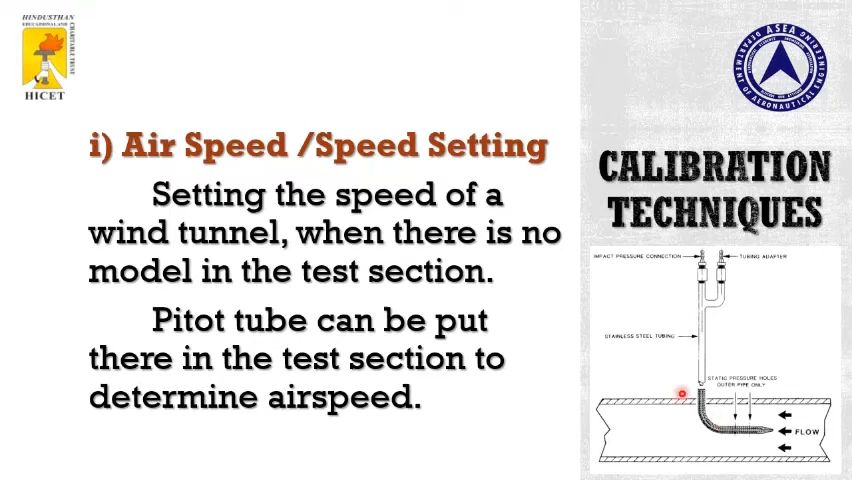 HINDUSTHAN
EDUCATIONAL AND
CHARITABLE TRUST
HICET
i) Air Speed /Speed Setting
Setting the speed of a
wind tunnel, when there is no
model in the test section.
Pitot tube can be put
there in the test section to
determine airspeed.
ASEA
DEPARTMENT OF AERONAUTICAL ENGINEERING
CALIBRATION
TECHNIQUES
IMPACT PRESSURE CONNECTION
TUBING ADAPTER
STAINLESS STEEL TUBING
STATIC PRESSURE HOLES
OUTER PIPE ONLY
FLOW